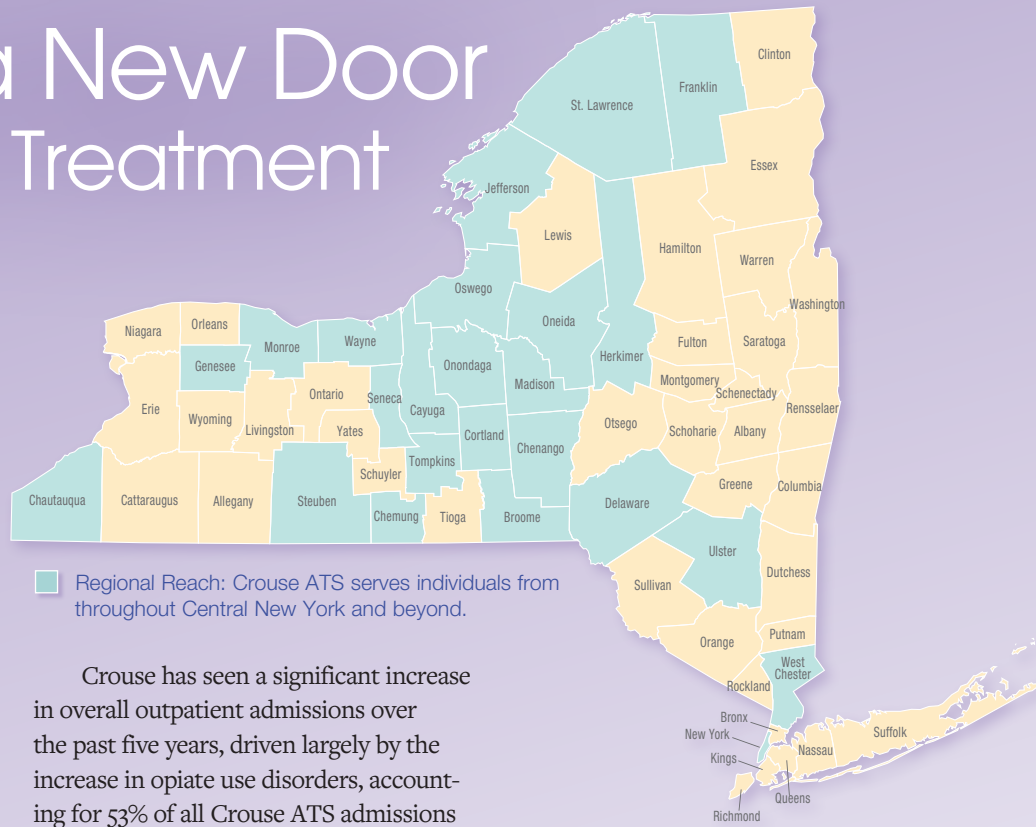 a New Door
Treatment
Clinton
Franklin
St. Lawrence
Essex
Jefferson
Lewis
Hamilton
Warren
Oswego
Washington
Oneida
Niagara
Orleans
Monroe
Wayne
Fulton
Saratoga
Herkimer
Genesee
Onondaga
Madison
Montgomery
Schenectady
Ontario
Seneca
Cayuga
Erie
Wyoming
Livingston
Yates
Rensselaer
Otsego
Schoharie
Albany
Cortland
Chenango
Tompkins
Schuyler
Greene
Columbia
Chautauqua
Cattaraugus
Allegany
Steuben
Chemung
Tioga
Broome
Delaware
Ulster
Dutchess
Sullivan
Regional Reach: Crouse ATS serves individuals from
throughout Central New York and beyond.
Orange
Putnam
West
Chester
Rockland
Bronx
New York
Kings
Nassau
Suffolk
Queens
Richmond
Crouse has seen a significant increase
in overall outpatient admissions over
the past five years, driven largely by the
increase in opiate use disorders, account-
ing for 53% of all Crouse ATS admissions